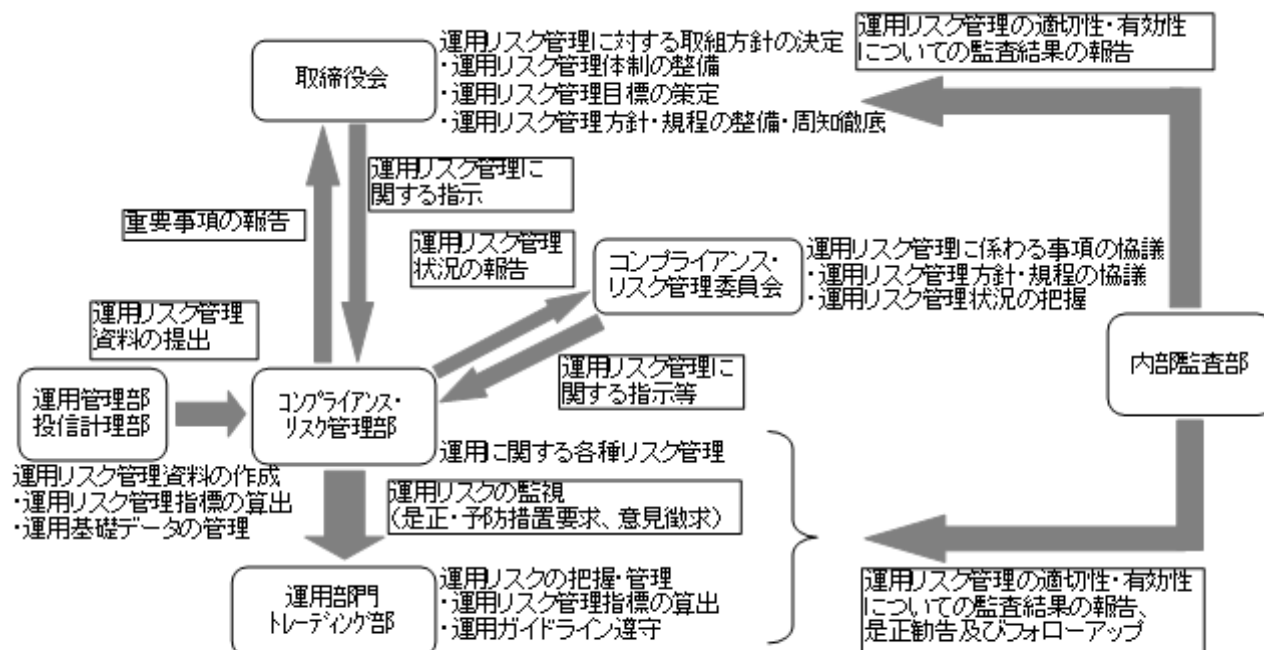 運用リスク管理に対する取組方針の決定
・運用リスク管理体制の整備
・運用リスク管理目標の策定
・運用リスク管理方針・規程の整備・周知徹底
取締役会
運用リスク管理の適切性・有効性
についての監査結果の報告
運用リスク管理に
関する指示
重要事項の報告
運用リスク管理
状況の報告
コンプライアンス・
リスク管理委員会
運用リスク管理に係わる事項の協議
・運用リスク管理方針・規程の協議
・運用リスク管理状況の把握
運用リスク管理
資料の提出
内部監査部
運用リスク管理に
関する指示等
運用管理部
投信計理部
コンプライアンス・
リスク管理部
運用に関する各種リスク管理
運用リスク管理資料の作成
・運用リスク管理指標の算出
・運用基礎データの管理
運用リスクの監視
（是正・予防措置要求、意見徴求）
運用部門
トレーディング部
運用リスクの把握・管理
・運用リスク管理指標の算出
・運用ガイドライン遵守
運用リスク管理の適切性・有効性
についての監査結果の報告、
是正勧告及びフォローアップ